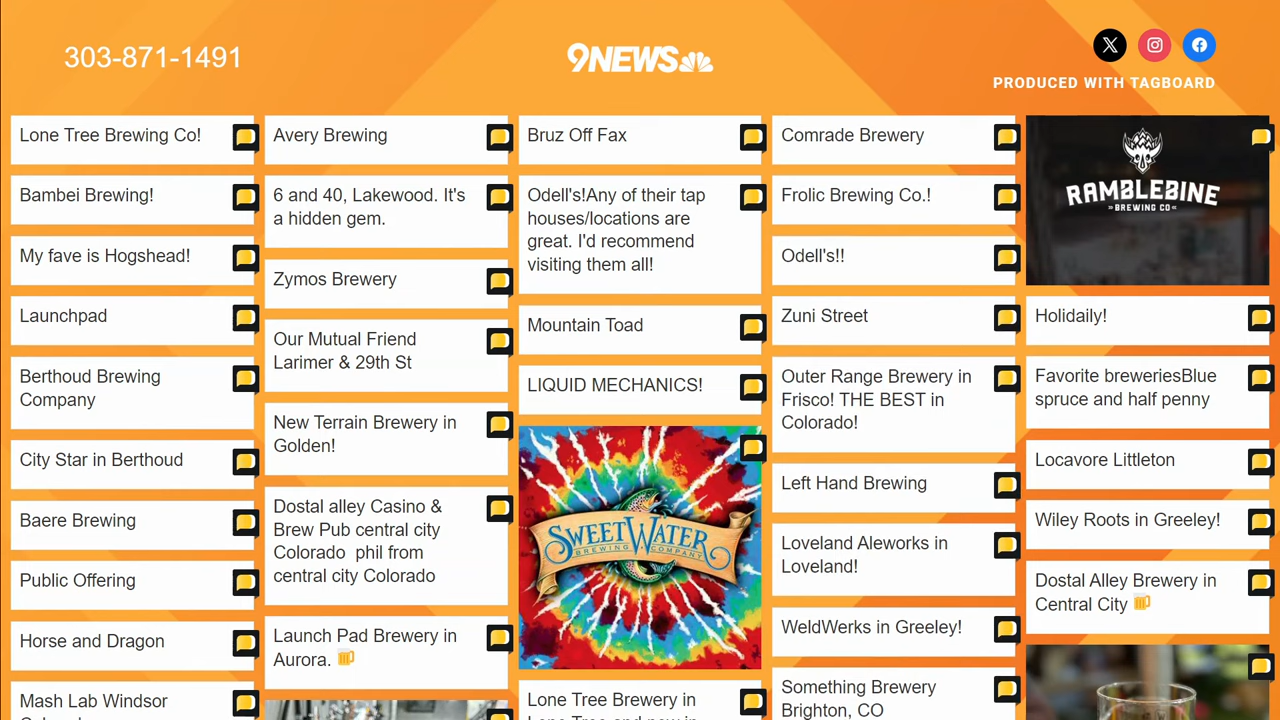 303-871-1491
9NEWS
PRODUCED WITH TAGBOARD
Lone Tree Brewing Co!
Bambei Brewing!
My fave is Hogshead!
Launchpad
Berthoud Brewing
Company
City Star in Berthoud
Baere Brewing
Public Offering
Horse and Dragon
Mash Lab Windsor
Avery Brewing
6 and 40, Lakewood. It's
a hidden gem.
Zymos Brewery
Our Mutual Friend
Larimer & 29th St
New Terrain Brewery in
Golden!
Dostal alley Casino &
Brew Pub central city
Colorado  phil from
central city Colorado
Launch Pad Brewery in
Aurora. 🍺
Bruz Off Fax
Odell's!Any of their tap
houses/locations are
great. I'd recommend
visiting them all!
Mountain Toad
LIQUID MECHANICS!
SWEETWATER
BREWING COMPANY
Lone Tree Brewery in
Comrade Brewery
Frolic Brewing Co.!
Odell's!!
Zuni Street
Outer Range Brewery in
Frisco! THE BEST in
Colorado!
Left Hand Brewing
Loveland Aleworks in
Loveland!
WeldWerks in Greeley!
Something Brewery
Brighton, CO
RAMBLEBINE
BREWING CO
Holidaily!
Favorite breweriesBlue
spruce and half penny
Locavore Littleton
Wiley Roots in Greeley!
Dostal Alley Brewery in
Central City 🍺